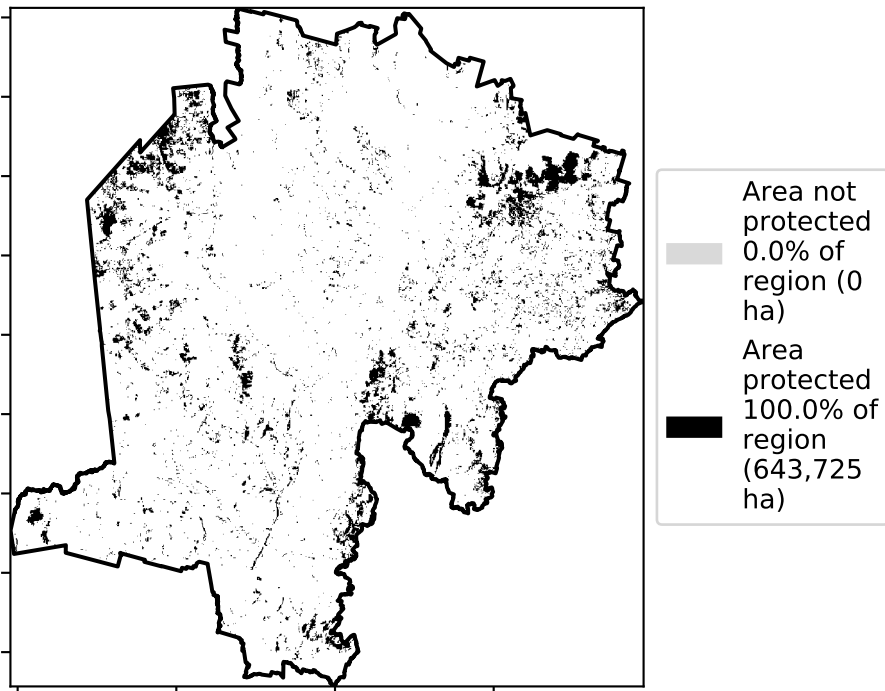 Area not
protected
0.0% of
region (0
ha)
Area
protected
100.0% of
region
(643,725
ha)